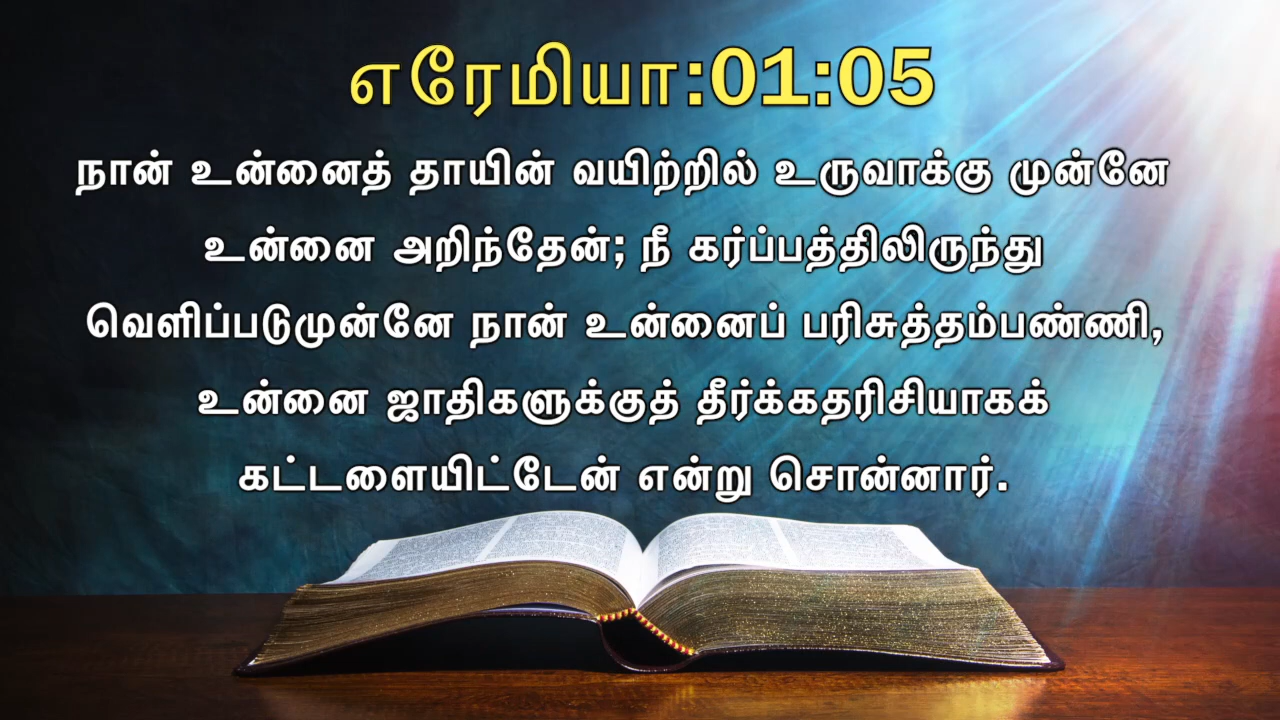 எரேமியா:01:05
நான் உன்னைத் தாயின் வயிற்றில் உருவாக்கு முன்னே
உன்னை அறிந்தேன்; நீ கர்ப்பத்திலிருந்து
வெளிப்படுமுன்னே நான் உன்னைப் பரிசுத்தம்பண்ணி,
உன்னை ஜாதிகளுக்குத் தீர்க்கதரிசியாகக்
கட்டளையிட்டேன் என்று சொன்னார்.